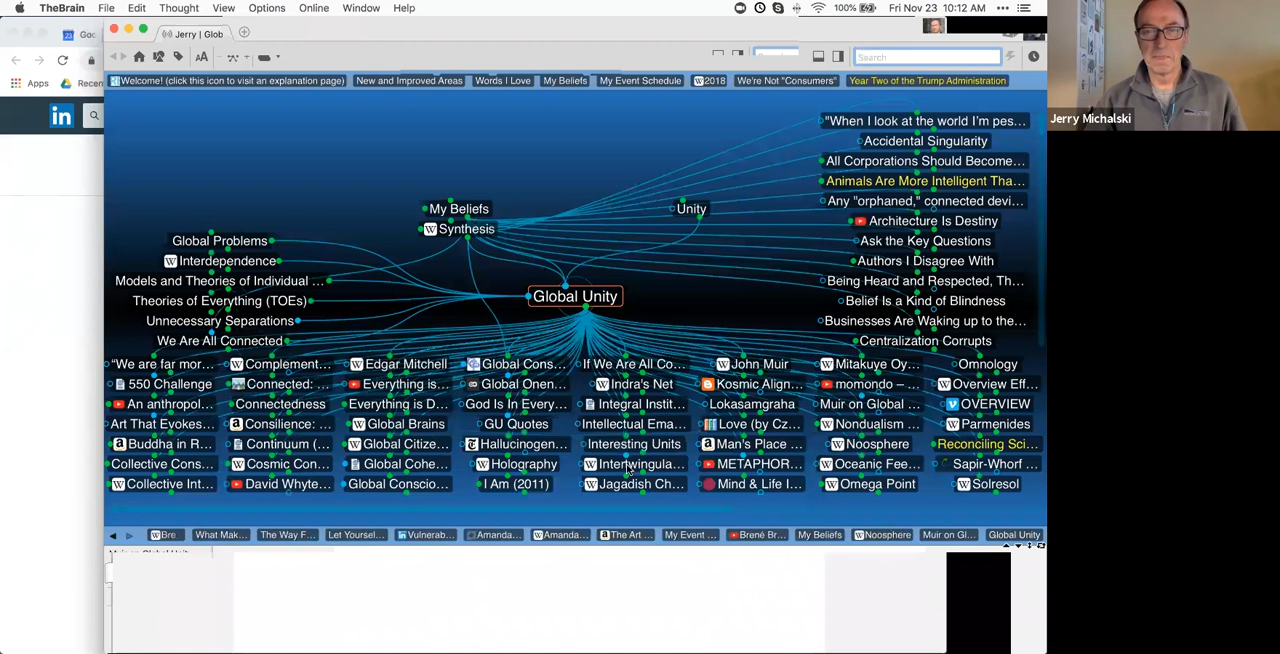 TheBrain File Edit Thought View Options Online Window Help 100% Fri Nov 23 10:12 AM
23
Jerry | Glob
Apps Recen
AA Search
in
Welcome! (click this icon to visit an explanation page) New and Improved Areas Words I Love My Beliefs My Event Schedule W 2018 We're Not "Consumers" Year Two of the Trump Administration
Jerry Michalski
"When I look at the world I'm pes…
Accidental Singularity
All Corporations Should Become…
Animals Are More Intelligent Tha…
Any "orphaned," connected devi…
Architecture Is Destiny
Ask the Key Questions
Authors I Disagree With
Being Heard and Respected, Th…
Belief Is a Kind of Blindness
Businesses Are Waking up to the…
Centralization Corrupts
My Beliefs
W Synthesis
Unity
Global Problems
W Interdependence
Models and Theories of Individual …
Theories of Everything (TOEs)
Unnecessary Separations
We Are All Connected
Global Unity
"We are far mor… W Complement… W Edgar Mitchell Global Cons… If We Are All Co… W John Muir W Mitakuye Oy… Omnology
550 Challenge Connected: … Everything is… Global Onen… W Indra's Net Kosmic Align… momondo – … W Overview Eff…
An anthropol… Connectedness Everything is D… God Is In Every… Integral Instit… Lokasamgraha Muir on Global … OVERVIEW
Art That Evokes… a Consilience: … W Global Brains GU Quotes Intellectual Ema… Love (by Cz… W Nondualism … W Parmenides
a Buddha in R… Continuum (… W Global Citize… T Hallucinogen… Interesting Units a Man's Place … W Noosphere Reconciling Sci…
Collective Cons… W Cosmic Con… Global Cohe… W Holography W Intertwingula… METAPHOR… W Oceanic Fee… Sapir-Whorf …
W Collective Int… David Whyte… Global Conscio… I Am (2011) W Jagadish Ch… Mind & Life I… W Omega Point W Solresol
W Bre What Mak… The Way F… Let Yoursel… in Vulnerab… Amanda… W Amanda… a The Art … My Event … Brené Br… My Beliefs W Noosphere Muir on Gl… Global Unity